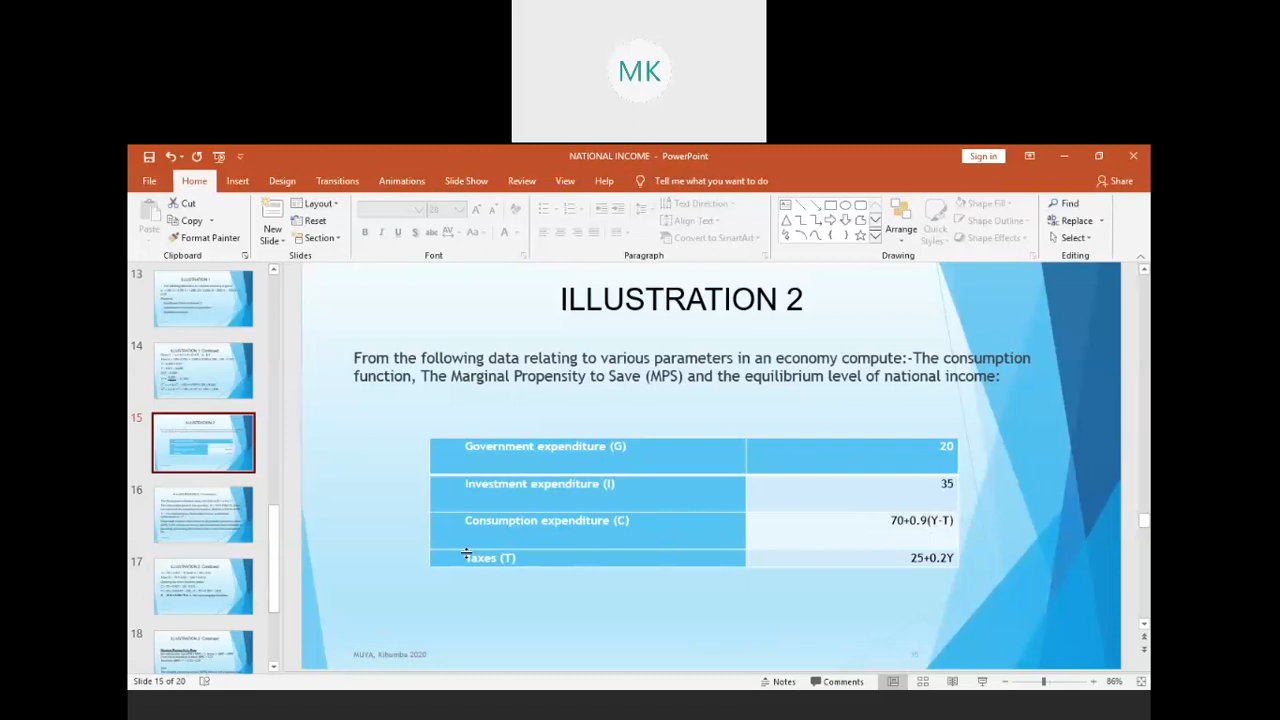 MK
NATIONAL INCOME - PowerPoint
Sign in
File Home Insert Design Transitions Animations Slide Show Review View Help Tell me what you want to do Share
Paste
Cut
Copy
Format Painter
Clipboard
New Slide
Layout
Reset
Section
Slides
28
B I U S abc AV Aa A
Font
Text Direction
Align Text
Convert to SmartArt
Paragraph
Arrange
Quick Styles
Shape Fill
Shape Outline
Shape Effects
Drawing
Find
Replace
Select
Editing
13
14
15
16
17
18
ILLUSTRATION 2
From the following data relating to various parameters in an economy compute:-The consumption
function, The Marginal Propensity to Save (MPS) and the equilibrium level of national income:
Government expenditure (G) 20
Investment expenditure (I) 35
Consumption expenditure (C) 70+0.9(Y-T)
Taxes (T) 25+0.2Y
MUYA, Kihumba 2020
15
Slide 15 of 20
Notes
Comments
86%